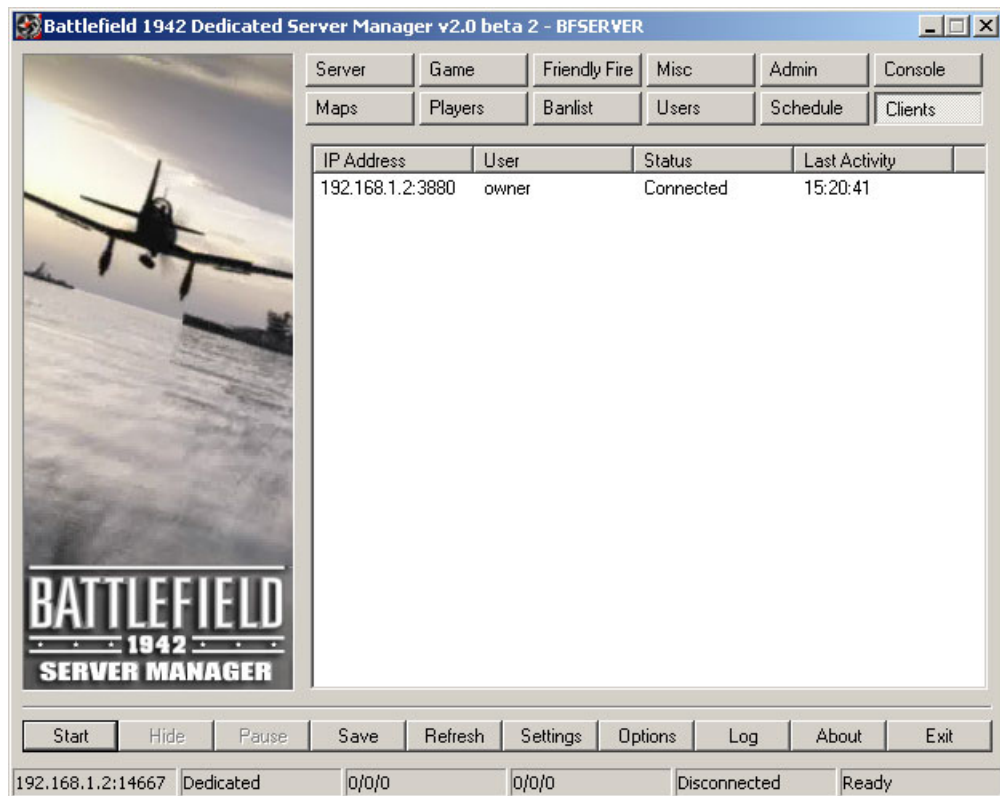 Battlefield 1942 Dedicated Server Manager v2.0 beta 2 - BFSERVER
Server Game Friendly Fire Misc Admin Console
Maps Players Banlist Users Schedule Clients
IP Address User Status Last Activity
192.168.1.2:3880 owner Connected 15:20:41
BATTLEFIELD
1942
SERVER MANAGER
Start Hide Pause Save Refresh Settings Options Log About Exit
192.168.1.2:14667 Dedicated 0/0/0 0/0/0 Disconnected Ready